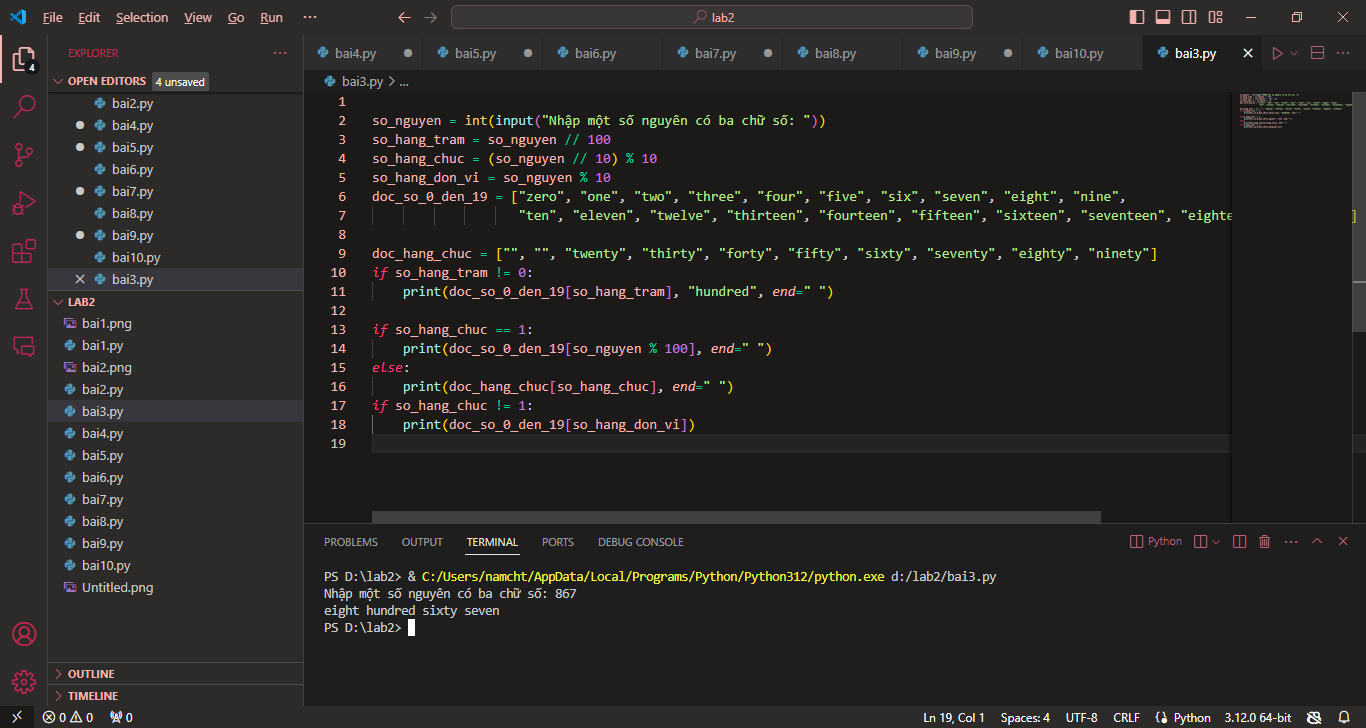 File Edit Selection View Go Run ··· lab2
EXPLORER ···
OPEN EDITORS 4 unsaved
bai2.py
bai4.py
bai5.py
bai6.py
bai7.py
bai8.py
bai9.py
bai10.py
bai3.py
LAB2
bai1.png
bai1.py
bai2.png
bai2.py
bai3.py
bai4.py
bai5.py
bai6.py
bai7.py
bai8.py
bai9.py
bai10.py
Untitled.png
OUTLINE
TIMELINE
4
bai4.py bai5.py bai6.py bai7.py bai8.py bai9.py bai10.py bai3.py ···
bai3.py > ...
1
2 so_nguyen = int(input("Nhập một số nguyên có ba chữ số: "))
3 so_hang_tram = so_nguyen // 100
4 so_hang_chuc = (so_nguyen // 10) % 10
5 so_hang_don_vi = so_nguyen % 10
6 doc_so_0_den_19 = ["zero", "one", "two", "three", "four", "five", "six", "seven", "eight", "nine",
7 "ten", "eleven", "twelve", "thirteen", "fourteen", "fifteen", "sixteen", "seventeen", "eighte ]
8
9 doc_hang_chuc = ["", "", "twenty", "thirty", "forty", "fifty", "sixty", "seventy", "eighty", "ninety"]
10 if so_hang_tram != 0:
11 print(doc_so_0_den_19[so_hang_tram], "hundred", end=" ")
12
13 if so_hang_chuc == 1:
14 print(doc_so_0_den_19[so_nguyen % 100], end=" ")
15 else:
16 print(doc_hang_chuc[so_hang_chuc], end=" ")
17 if so_hang_chuc != 1:
18 print(doc_so_0_den_19[so_hang_don_vi])
19
PROBLEMS OUTPUT TERMINAL PORTS DEBUG CONSOLE Python ···
PS D:\lab2> & C:/Users/namcht/AppData/Local/Programs/Python/Python312/python.exe d:/lab2/bai3.py
Nhập một số nguyên có ba chữ số: 867
eight hundred sixty seven
PS D:\lab2>
0 0 0 Ln 19, Col 1 Spaces: 4 UTF-8 CRLF Python 3.12.0 64-bit